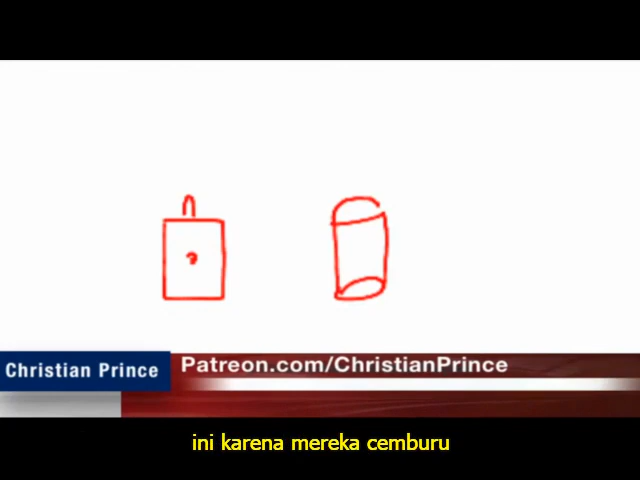 ?
Christian Prince
Patreon.com/ChristianPrince
ini karena mereka cemburu